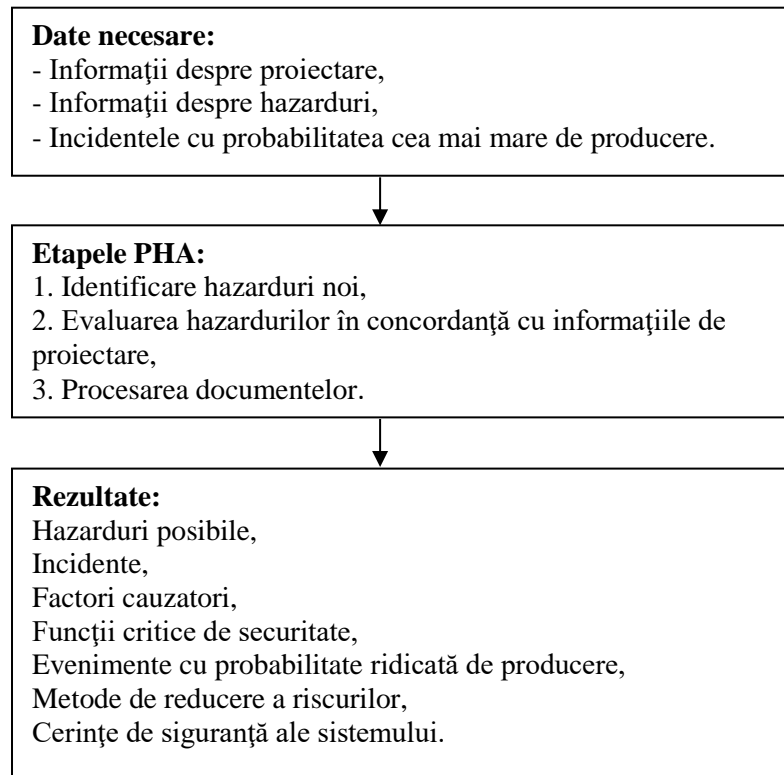 Date necesare:
- Informaţii despre proiectare,
- Informaţii despre hazarduri,
- Incidentele cu probabilitatea cea mai mare de producere.
Etapele PHA:
1. Identificare hazarduri noi,
2. Evaluarea hazardurilor în concordanţă cu informaţiile de
proiectare,
3. Procesarea documentelor.
Rezultate:
Hazarduri posibile,
Incidente,
Factori cauzatori,
Funcţii critice de securitate,
Evenimente cu probabilitate ridicată de producere,
Metode de reducere a riscurilor,
Cerinţe de siguranţă ale sistemului.